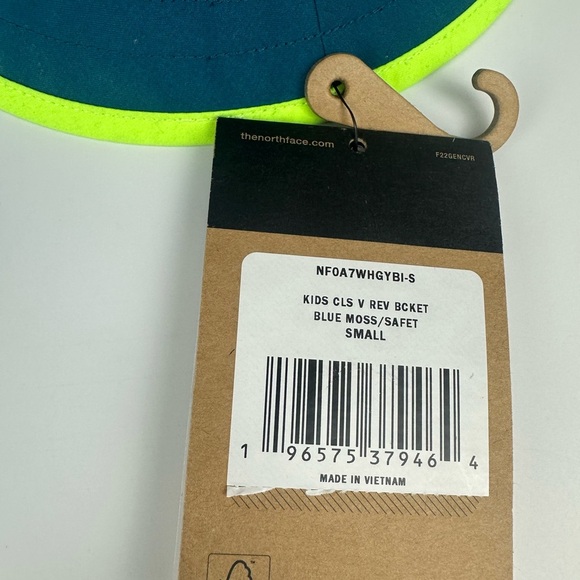 thenorthface.com
F22GENCVR
NF0A7WHGYBI-S
KIDS CLS V REV BCKET
BLUE MOSS/SAFET
SMALL
1 96575 37946 4
MADE IN VIETNAM
TM